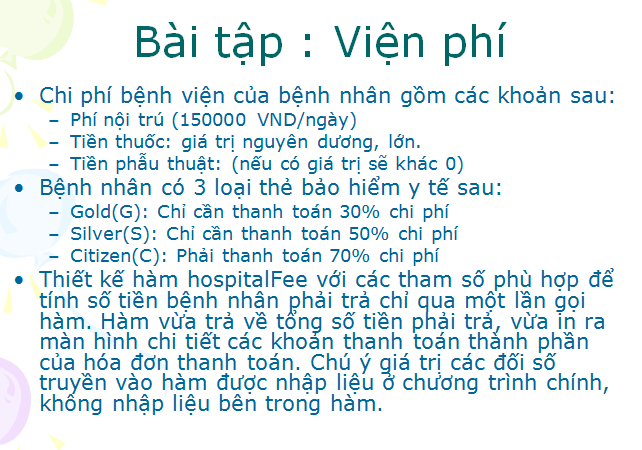 Bài tập : Viện phí
• Chi phí bệnh viện của bệnh nhân gồm các khoản sau:
– Phí nội trú (150000 VND/ngày)
– Tiền thuốc: giá trị nguyên dương, lớn.
– Tiền phẫu thuật: (nếu có giá trị sẽ khác 0)
• Bệnh nhân có 3 loại thẻ bảo hiểm y tế sau:
– Gold(G): Chỉ cần thanh toán 30% chi phí
– Silver(S): Chỉ cần thanh toán 50% chi phí
– Citizen(C): Phải thanh toán 70% chi phí
• Thiết kế hàm hospitalFee với các tham số phù hợp để
tính số tiền bệnh nhân phải trả chỉ qua một lần gọi
hàm. Hàm vừa trả về tổng số tiền phải trả, vừa in ra
màn hình chi tiết các khoản thanh toán thành phần
của hóa đơn thanh toán. Chú ý giá trị các đối số
truyền vào hàm được nhập liệu ở chương trình chính,
không nhập liệu bên trong hàm.